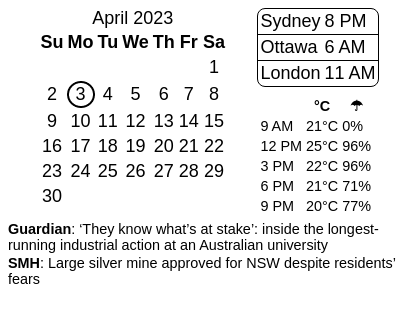 April 2023
Su Mo Tu We Th Fr Sa
1
2 3 4 5 6 7 8
9 10 11 12 13 14 15
16 17 18 19 20 21 22
23 24 25 26 27 28 29
30
Sydney 8 PM
Ottawa 6 AM
London 11 AM
°C ☂
9 AM 21°C 0%
12 PM 25°C 96%
3 PM 22°C 96%
6 PM 21°C 71%
9 PM 20°C 77%
Guardian: ‘They know what’s at stake’: inside the longest-
running industrial action at an Australian university
SMH: Large silver mine approved for NSW despite residents’
fears